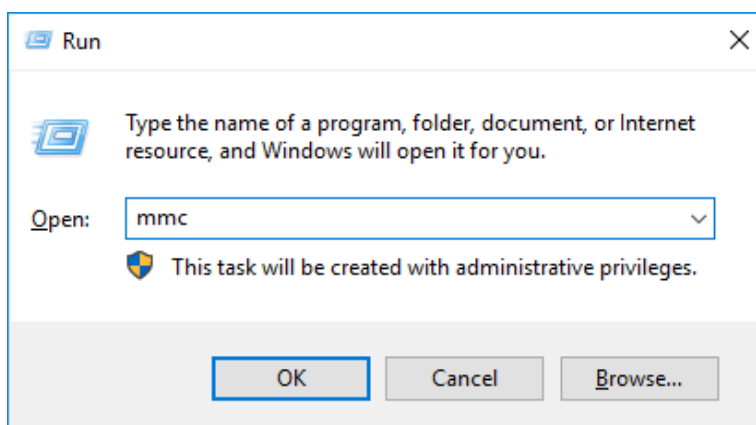 Run
Type the name of a program, folder, document, or Internet
resource, and Windows will open it for you.
Open: mmc
This task will be created with administrative privileges.
OK Cancel Browse...